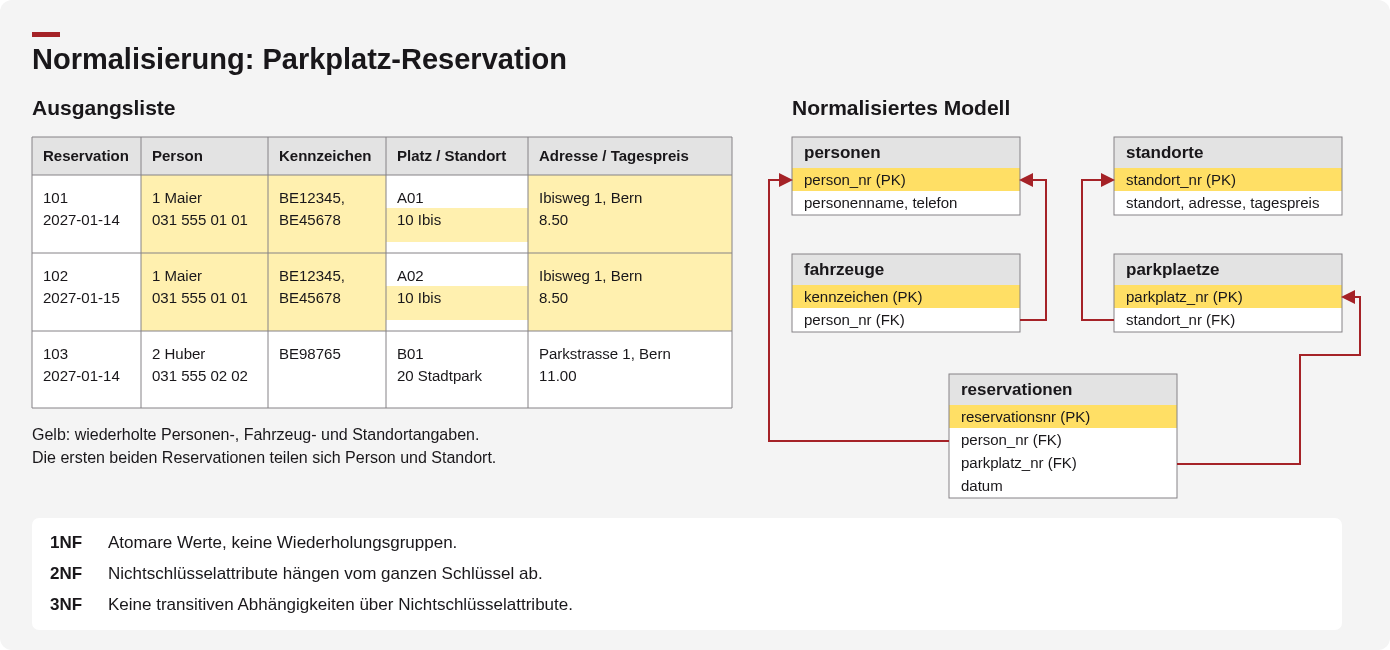 Normalisierung: Parkplatz-Reservation
Ausgangsliste
Reservation Person Kennzeichen Platz / Standort Adresse / Tagespreis
101 1 Maier BE12345, A01 Ibisweg 1, Bern
2027-01-14 031 555 01 01 BE45678 10 Ibis 8.50
102 1 Maier BE12345, A02 Ibisweg 1, Bern
2027-01-15 031 555 01 01 BE45678 10 Ibis 8.50
103 2 Huber BE98765 B01 Parkstrasse 1, Bern
2027-01-14 031 555 02 02 20 Stadtpark 11.00
Gelb: wiederholte Personen-, Fahrzeug- und Standortangaben.
Die ersten beiden Reservationen teilen sich Person und Standort.
Normalisiertes Modell
personen
person_nr (PK)
personenname, telefon
standorte
standort_nr (PK)
standort, adresse, tagespreis
fahrzeuge
kennzeichen (PK)
person_nr (FK)
parkplaetze
parkplatz_nr (PK)
standort_nr (FK)
reservationen
reservationsnr (PK)
person_nr (FK)
parkplatz_nr (FK)
datum
1NF Atomare Werte, keine Wiederholungsgruppen.
2NF Nichtschlüsselattribute hängen vom ganzen Schlüssel ab.
3NF Keine transitiven Abhängigkeiten über Nichtschlüsselattribute.